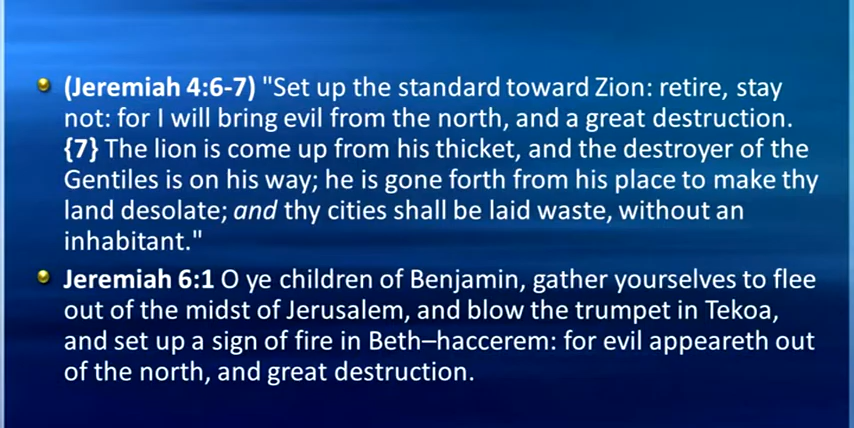 (Jeremiah 4:6-7) "Set up the standard toward Zion: retire, stay
not: for I will bring evil from the north, and a great destruction.
{7} The lion is come up from his thicket, and the destroyer of the
Gentiles is on his way; he is gone forth from his place to make thy
land desolate; and thy cities shall be laid waste, without an
inhabitant."
Jeremiah 6:1 O ye children of Benjamin, gather yourselves to flee
out of the midst of Jerusalem, and blow the trumpet in Tekoa,
and set up a sign of fire in Beth–haccerem: for evil appeareth out
of the north, and great destruction.